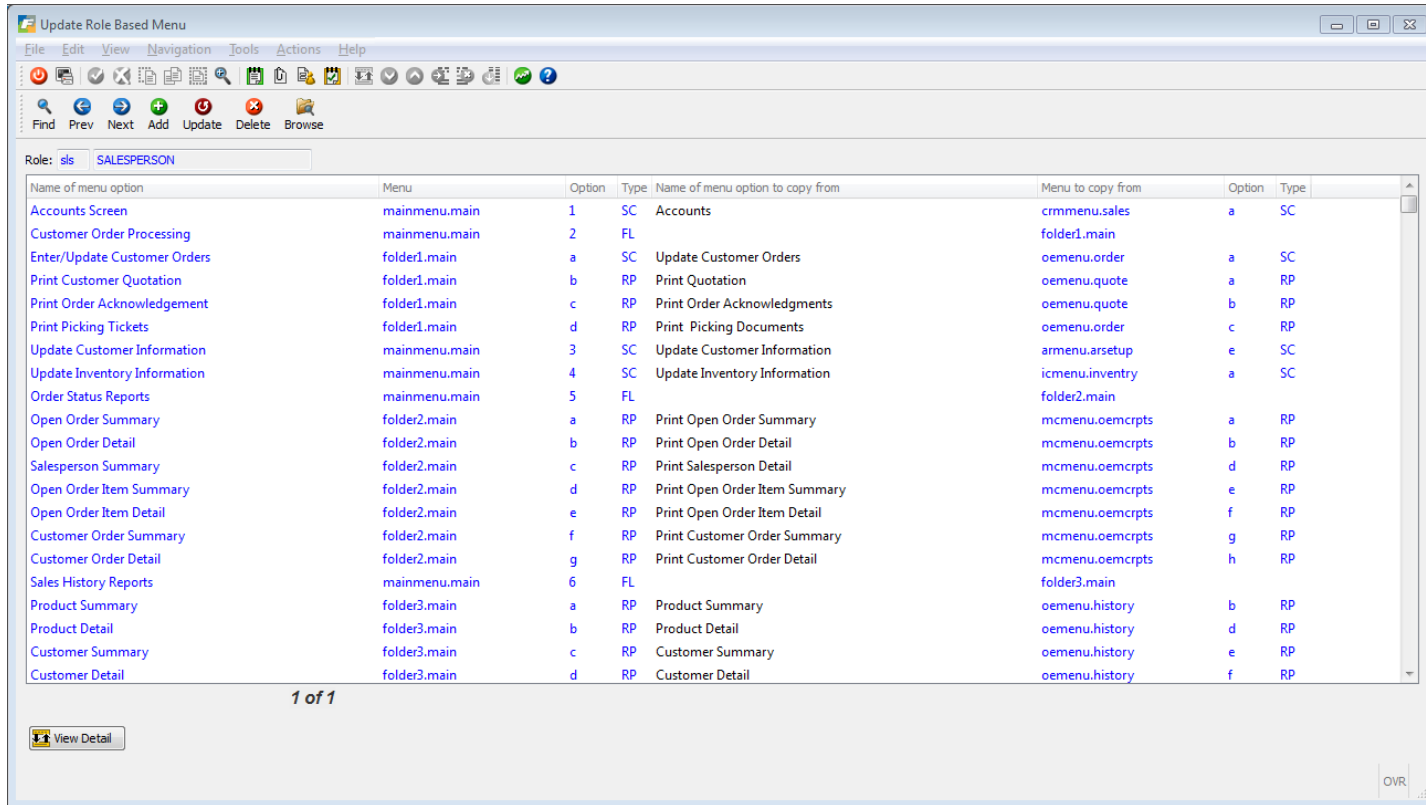 Update Role Based Menu
File Edit View Navigation Tools Actions Help
Find Prev Next Add Update Delete Browse
Role: sls SALESPERSON
Name of menu option Menu Option Type Name of menu option to copy from Menu to copy from Option Type
Accounts Screen mainmenu.main 1 SC Accounts crmmenu.sales a SC
Customer Order Processing mainmenu.main 2 FL folder1.main
Enter/Update Customer Orders folder1.main a SC Update Customer Orders oemenu.order a SC
Print Customer Quotation folder1.main b RP Print Quotation oemenu.quote a RP
Print Order Acknowledgement folder1.main c RP Print Order Acknowledgments oemenu.quote b RP
Print Picking Tickets folder1.main d RP Print Picking Documents oemenu.order c RP
Update Customer Information mainmenu.main 3 SC Update Customer Information armenu.arsetup e SC
Update Inventory Information mainmenu.main 4 SC Update Inventory Information icmenu.inventry a SC
Order Status Reports mainmenu.main 5 FL folder2.main
Open Order Summary folder2.main a RP Print Open Order Summary mcmenu.oemcrpts a RP
Open Order Detail folder2.main b RP Print Open Order Detail mcmenu.oemcrpts b RP
Salesperson Summary folder2.main c RP Print Salesperson Detail mcmenu.oemcrpts d RP
Open Order Item Summary folder2.main d RP Print Open Order Item Summary mcmenu.oemcrpts e RP
Open Order Item Detail folder2.main e RP Print Open Order Item Detail mcmenu.oemcrpts f RP
Customer Order Summary folder2.main f RP Print Customer Order Summary mcmenu.oemcrpts g RP
Customer Order Detail folder2.main g RP Print Customer Order Detail mcmenu.oemcrpts h RP
Sales History Reports mainmenu.main 6 FL folder3.main
Product Summary folder3.main a RP Product Summary oemenu.history b RP
Product Detail folder3.main b RP Product Detail oemenu.history d RP
Customer Summary folder3.main c RP Customer Summary oemenu.history e RP
Customer Detail folder3.main d RP Customer Detail oemenu.history f RP
1 of 1
View Detail
OVR